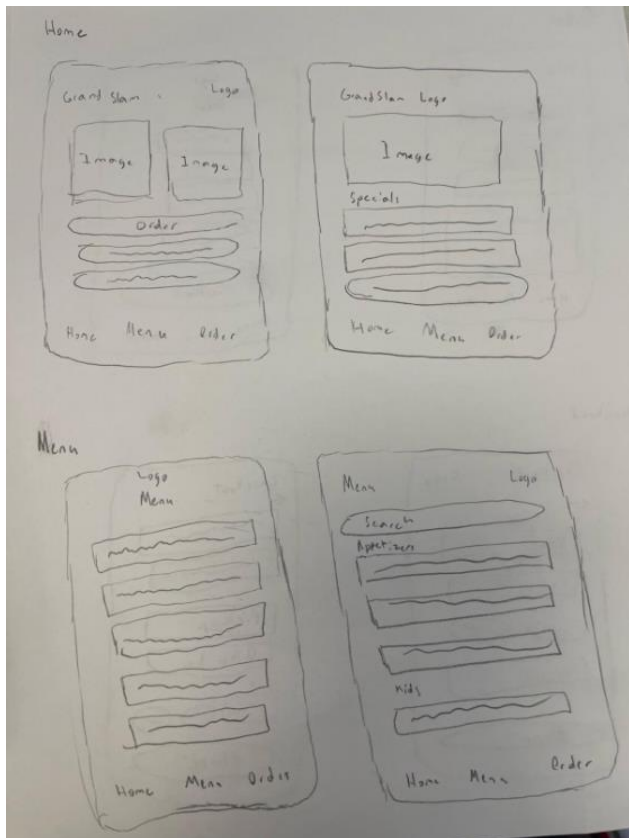 Home
Grand Slam Logo
Image Image
Order
Home Menu Order
Grand Slam Logo
Image
Specials
Home Menu Order
Menu
Logo
Menu
Home Menu Order
Menu Logo
Search
Appetizers
Kids
Home Menu Order